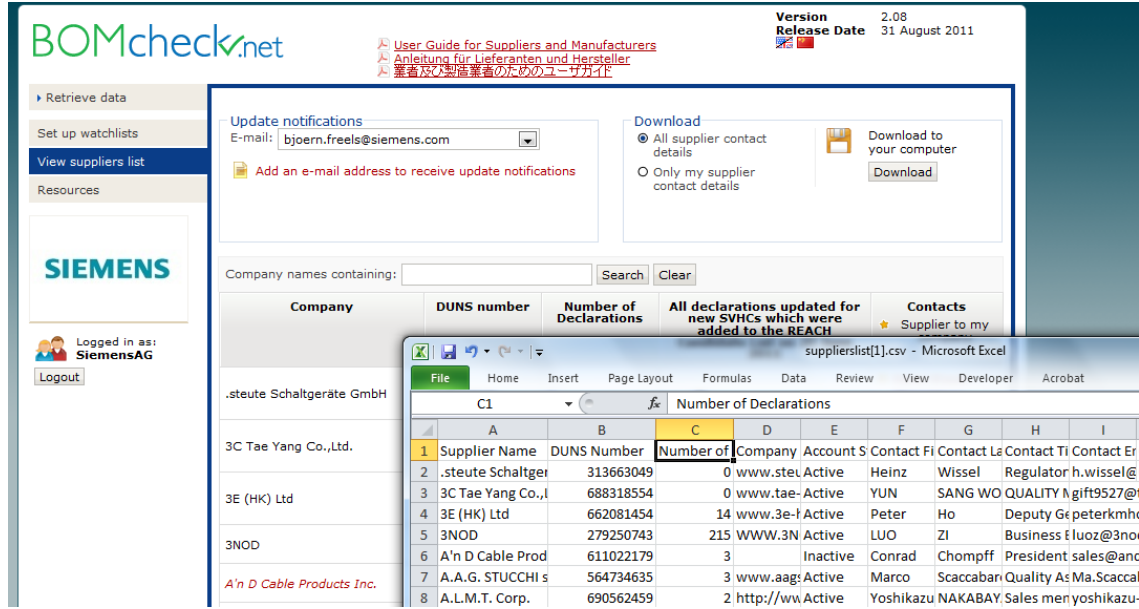 BOMcheck.net
Version 2.08
Release Date 31 August 2011
User Guide for Suppliers and Manufacturers
Anleitung für Lieferanten und Hersteller
業者及び製造業者のためのユーザガイド
Retrieve data
Set up watchlists
View suppliers list
Resources
SIEMENS
Logged in as:
SiemensAG
Logout
Update notifications
E-mail: bjoern.freels@siemens.com
Add an e-mail address to receive update notifications
Download
All supplier contact
details
Only my supplier
contact details
Download to
your computer
Download
Company names containing: Search Clear
Company DUNS number Number of
Declarations All declarations updated for
new SVHCs which were
added to the REACH
Contacts
Supplier to my
.steute Schaltgeräte GmbH
3C Tae Yang Co.,Ltd.
3E (HK) Ltd
3NOD
A'n D Cable Products Inc.
supplierslist[1].csv - Microsoft Excel
File Home Insert Page Layout Formulas Data Review View Developer Acrobat
C1 fx Number of Declarations
A B C D E F G H I
1 Supplier Name DUNS Number Number of Company Account S Contact Fi Contact La Contact Ti Contact Er
2 .steute Schaltger 313663049 0 www.steu Active Heinz Wissel Regulator h.wissel@
3 3C Tae Yang Co.,L 688318554 0 www.tae- Active YUN SANG WO QUALITY M gift9527@
4 3E (HK) Ltd 662081454 14 www.3e-h Active Peter Ho Deputy Ge peterkmho
5 3NOD 279250743 215 WWW.3N Active LUO ZI Business E luoz@3noc
6 A'n D Cable Prod 611022179 3 Inactive Conrad Chompff President sales@and
7 A.A.G. STUCCHI s 564734635 3 www.aags Active Marco Scaccabar Quality As Ma.Scaccal
8 A.L.M.T. Corp. 690562459 2 http://ww Active Yoshikazu NAKABAY Sales mer yoshikazu-